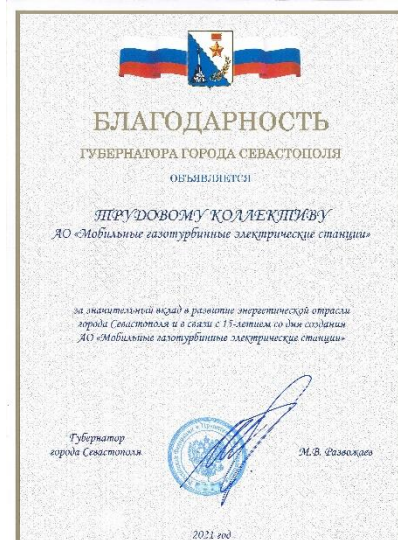 БЛАГОДАРНОСТЬ
ГУБЕРНАТОРА ГОРОДА СЕВАСТОПОЛЯ
ОБЪЯВЛЯЕТСЯ
ТРУДОВОМУ КОЛЛЕКТИВУ
АО «Мобильные газотурбинные электрические станции»
за значительный вклад в развитие энергетической отрасли
города Севастополя и в связи с 15-летием со дня создания
АО «Мобильные газотурбинные электрические станции»
Губернатор
города Севастополя
М.В. Развожаев
2021 год